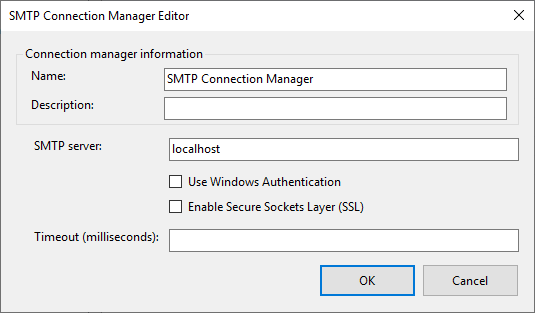 SMTP Connection Manager Editor
Connection manager information
Name: SMTP Connection Manager
Description:
SMTP server: localhost
Use Windows Authentication
Enable Secure Sockets Layer (SSL)
Timeout (milliseconds):
OK Cancel